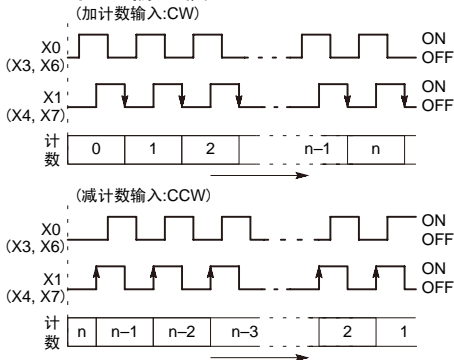 (加计数输入:CW)
X0
(X3, X6)
ON
OFF
X1
(X4, X7)
ON
OFF
计数 0 1 2 n–1 n
(减计数输入:CCW)
X0
(X3, X6)
ON
OFF
X1
(X4, X7)
ON
OFF
计数 n n–1 n–2 n–3 2 1